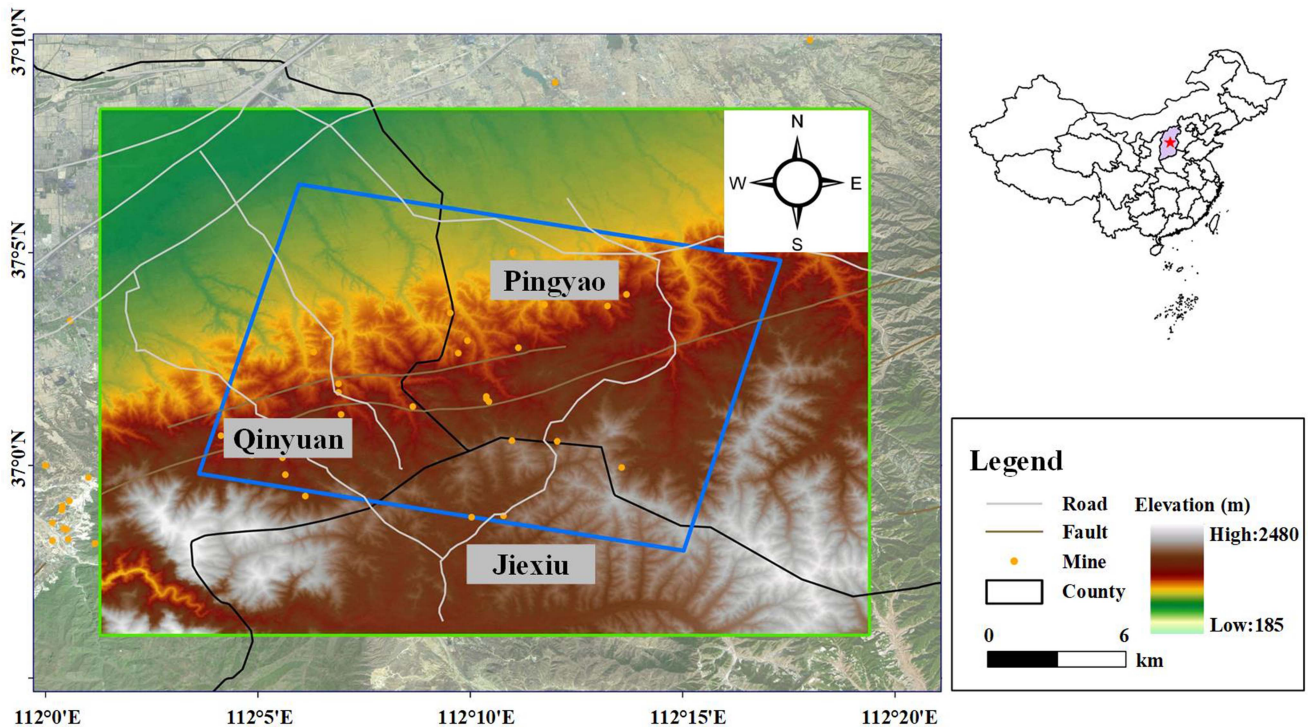 37°10'N
37°5'N
37°0'N
112°0'E
112°5'E
112°10'E
112°15'E
112°20'E
N
W
E
S
Pingyao
Qinyuan
Jiexiu
Legend
Road
Fault
Mine
County
Elevation (m)
High:2480
Low:185
0
6
km